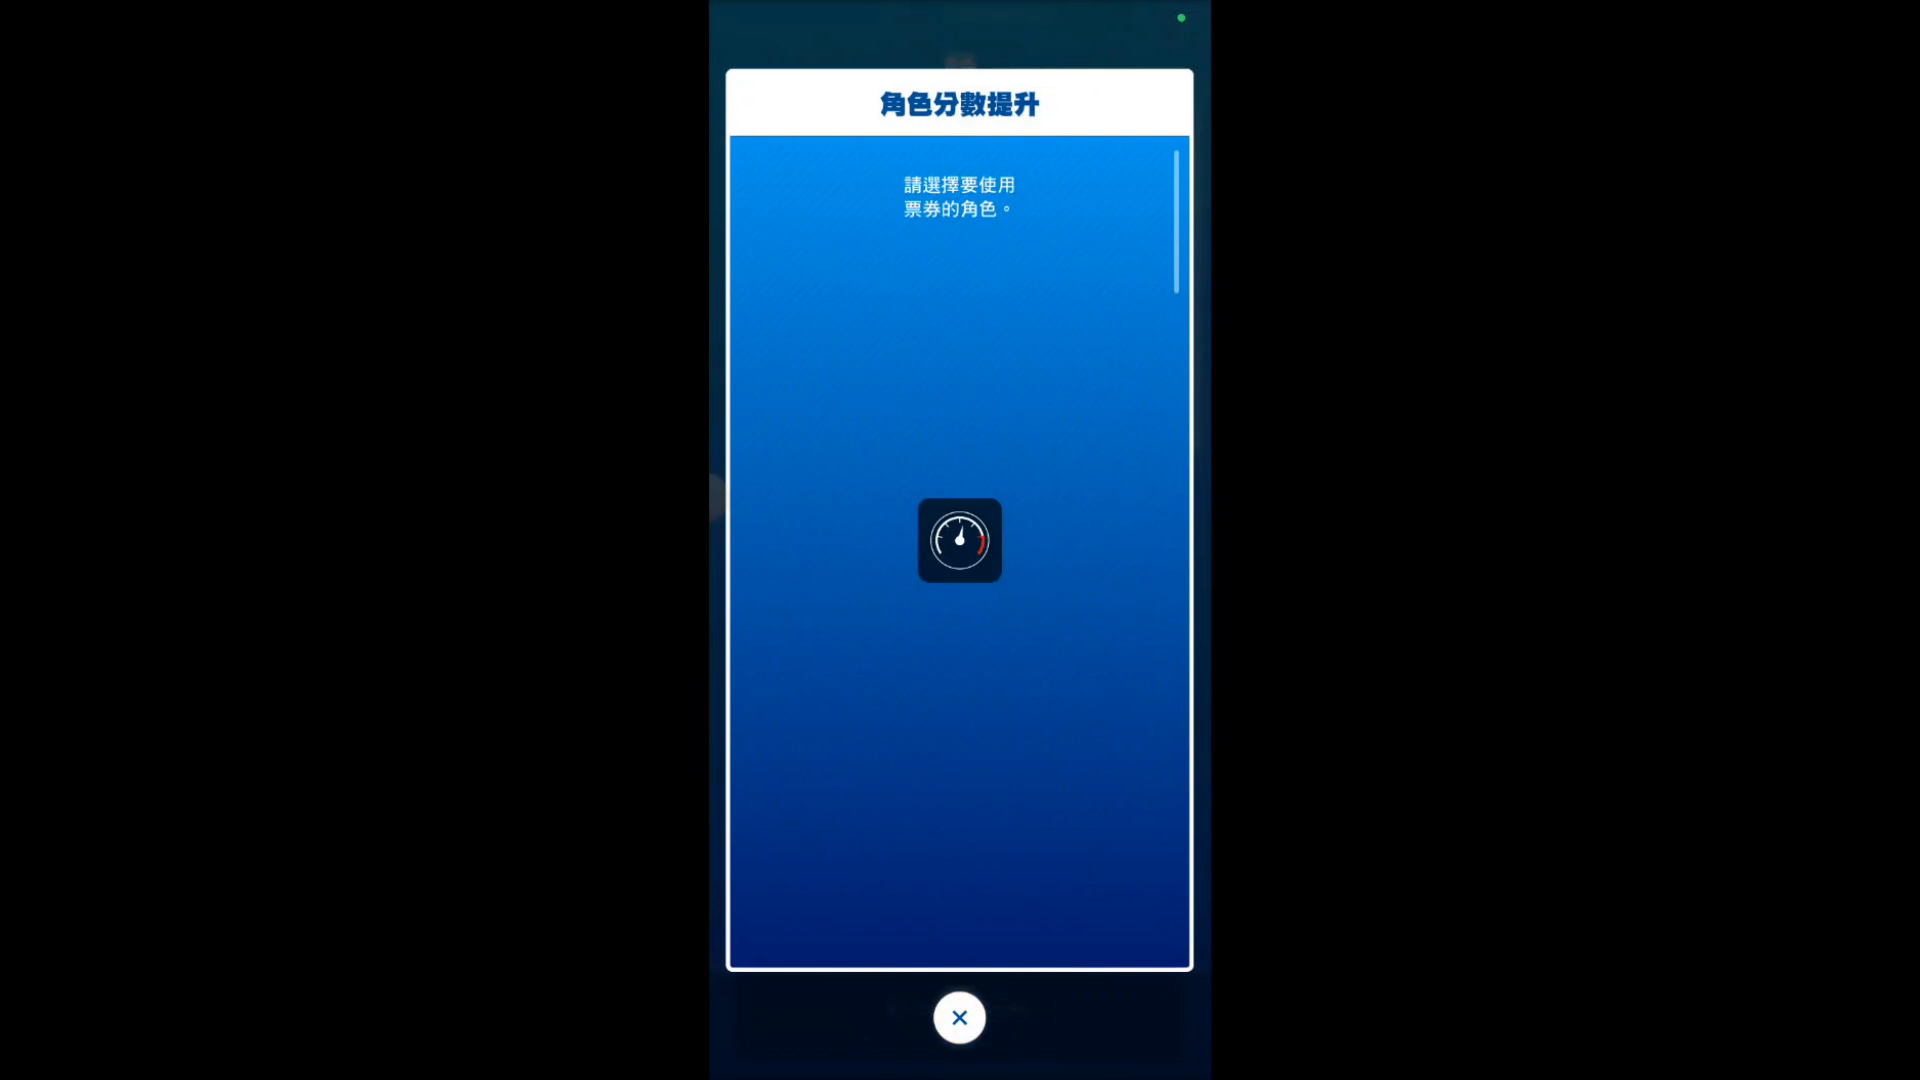 角色分數提升
請選擇要使用
票券的角色。